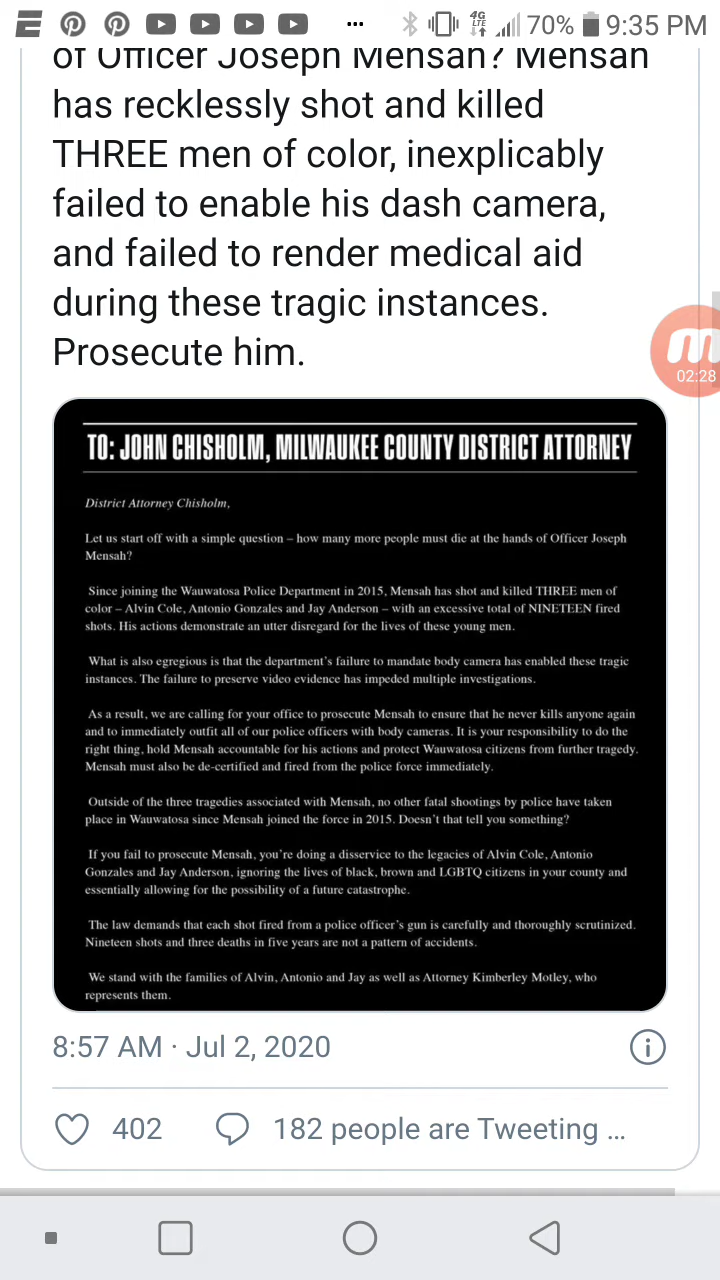 4G
LTE
70% 9:35 PM
of Officer Joseph Mensah? Mensah
has recklessly shot and killed
THREE men of color, inexplicably
failed to enable his dash camera,
and failed to render medical aid
during these tragic instances.
Prosecute him.
02:28
TO: JOHN CHISHOLM, MILWAUKEE COUNTY DISTRICT ATTORNEY
District Attorney Chisholm,
Let us start off with a simple question – how many more people must die at the hands of Officer Joseph
Mensah?
Since joining the Wauwatosa Police Department in 2015, Mensah has shot and killed THREE men of
color – Alvin Cole, Antonio Gonzales and Jay Anderson – with an excessive total of NINETEEN fired
shots. His actions demonstrate an utter disregard for the lives of these young men.
What is also egregious is that the department's failure to mandate body camera has enabled these tragic
instances. The failure to preserve video evidence has impeded multiple investigations.
As a result, we are calling for your office to prosecute Mensah to ensure that he never kills anyone again
and to immediately outfit all of our police officers with body cameras. It is your responsibility to do the
right thing, hold Mensah accountable for his actions and protect Wauwatosa citizens from further tragedy.
Mensah must also be de-certified and fired from the police force immediately.
Outside of the three tragedies associated with Mensah, no other fatal shootings by police have taken
place in Wauwatosa since Mensah joined the force in 2015. Doesn't that tell you something?
If you fail to prosecute Mensah, you're doing a disservice to the legacies of Alvin Cole, Antonio
Gonzales and Jay Anderson, ignoring the lives of black, brown and LGBTQ citizens in your county and
essentially allowing for the possibility of a future catastrophe.
The law demands that each shot fired from a police officer's gun is carefully and thoroughly scrutinized.
Nineteen shots and three deaths in five years are not a pattern of accidents.
We stand with the families of Alvin, Antonio and Jay as well as Attorney Kimberley Motley, who
represents them.
8:57 AM · Jul 2, 2020
402 182 people are Tweeting ...